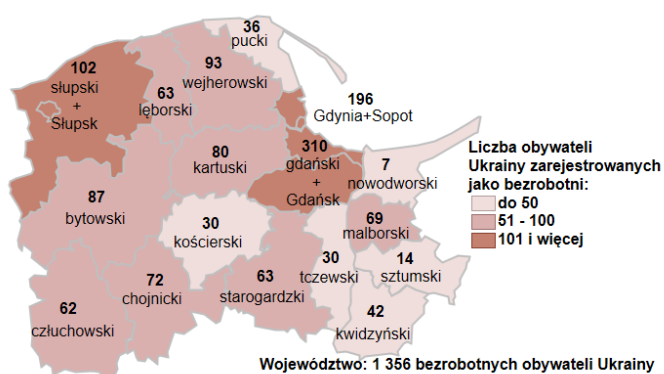 36
pucki
102
słupski
+
Słupsk
63
lęborski
93
wejherowski
196
Gdynia+Sopot
80
kartuski
310
gdański
+
Gdańsk
7
nowodworski
87
bytowski
30
kościerski
69
malborski
62
człuchowski
72
chojnicki
63
starogardzki
30
tczewski
14
sztumski
42
kwidzyński
Liczba obywateli
Ukrainy zarejestrowanych
jako bezrobotni:
do 50
51 - 100
101 i więcej
Województwo: 1 356 bezrobotnych obywateli Ukrainy